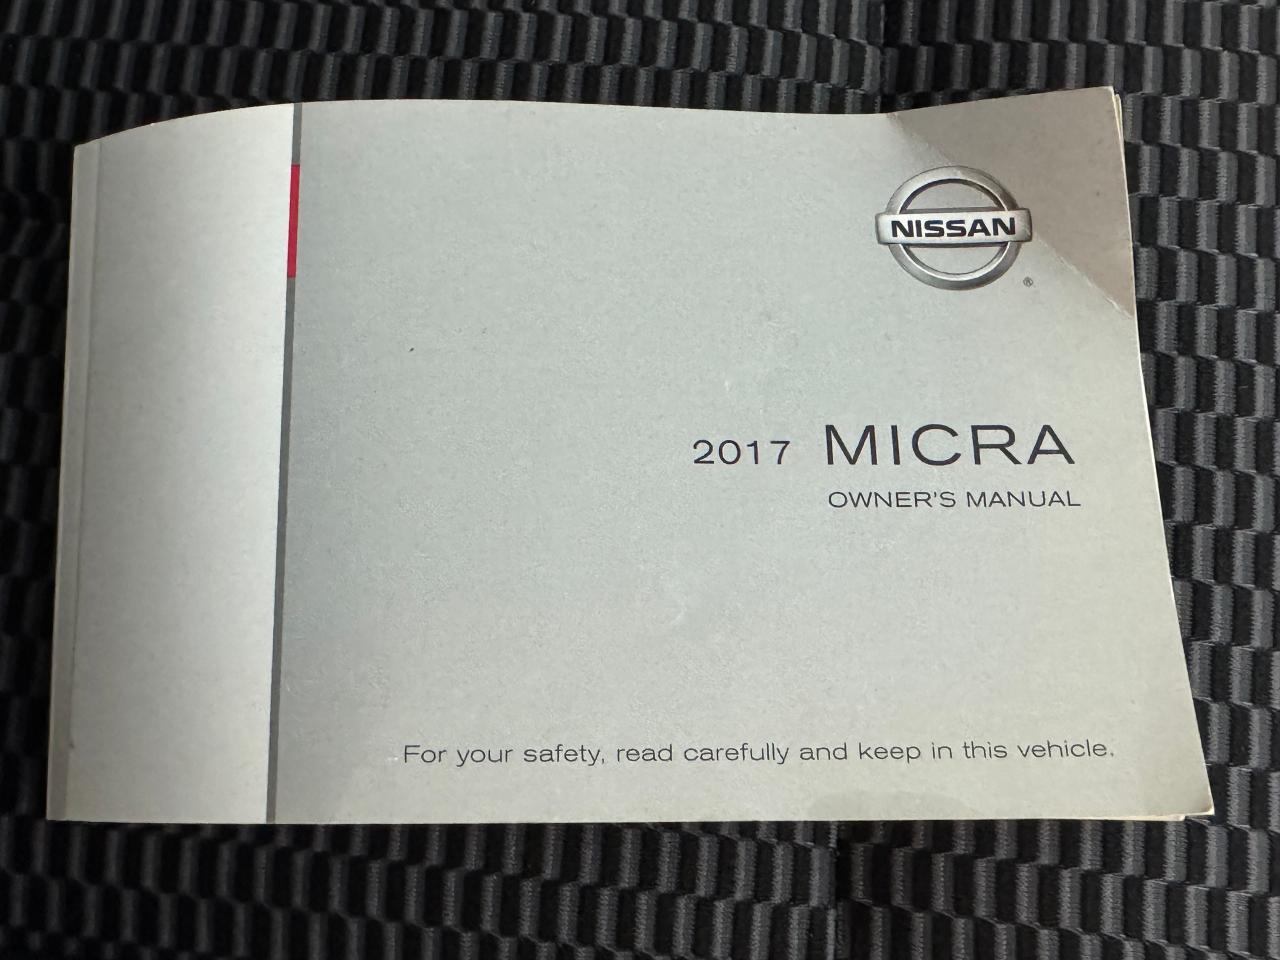 NISSAN
®
2017 MICRA
OWNER'S MANUAL
For your safety, read carefully and keep in this vehicle.